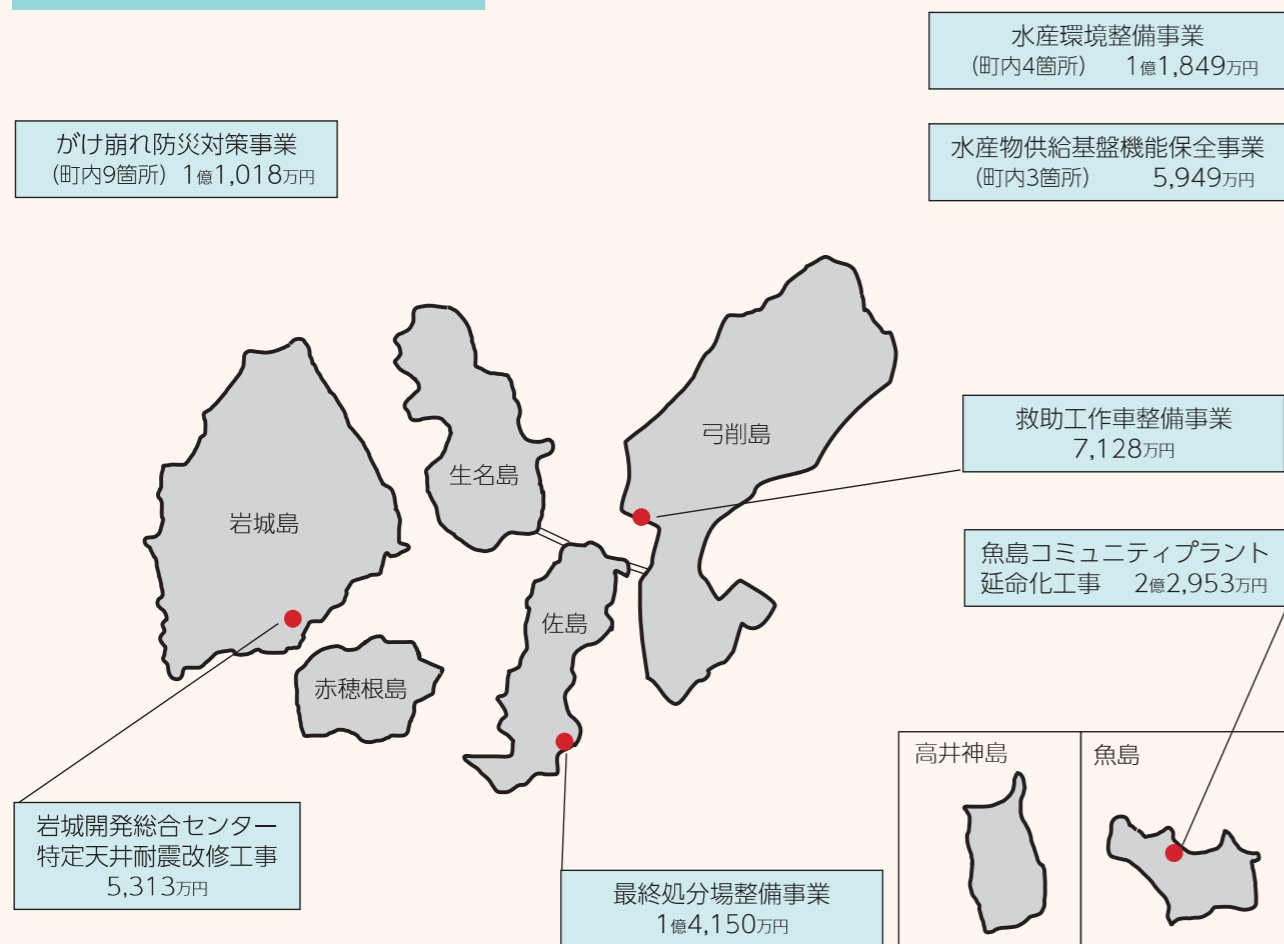 水産環境整備事業
(町内4箇所) 1億1,849万円
がけ崩れ防災対策事業
(町内9箇所) 1億1,018万円
水産物供給基盤機能保全事業
(町内3箇所) 5,949万円
救助工作車整備事業
7,128万円
弓削島
生名島
岩城島
魚島コミュニティプラント
延命化工事 2億2,953万円
佐島
赤穂根島
高井神島
魚島
岩城開発総合センター
特定天井耐震改修工事
5,313万円
最終処分場整備事業
1億4,150万円